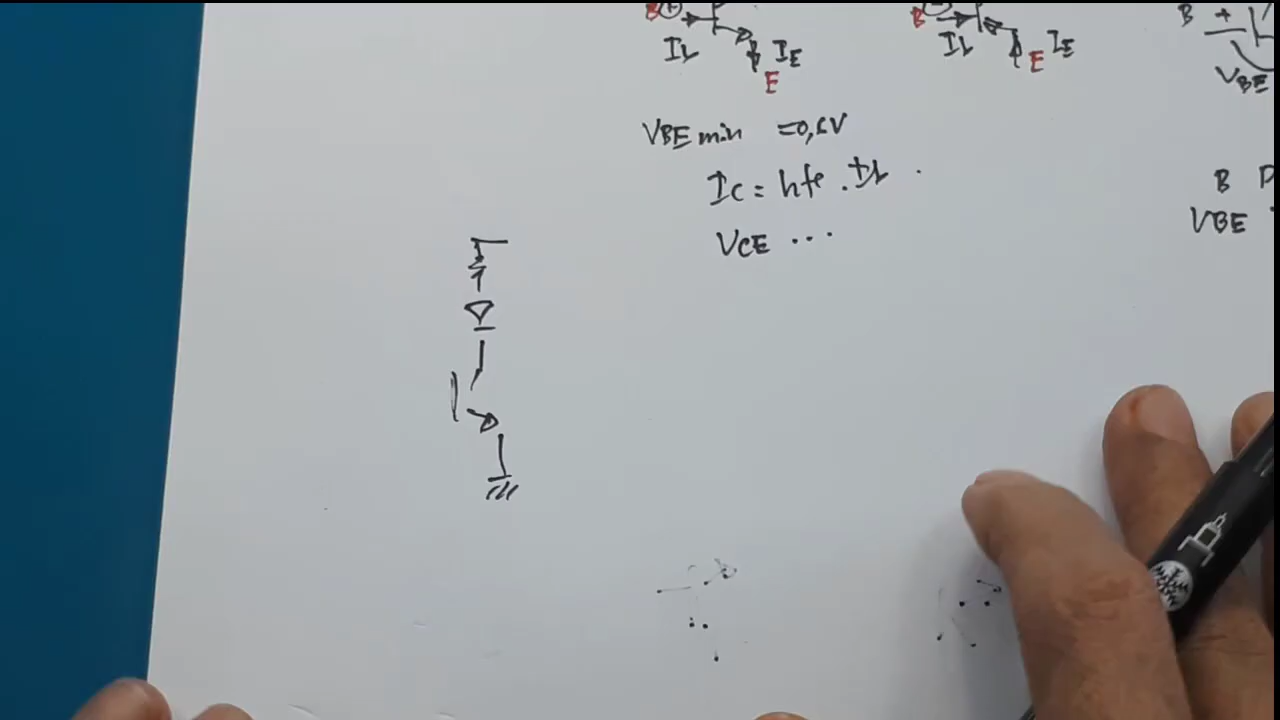 B + B - B +
Ib IE Ib IE
E E VBE
VBE min =0,6V
Ic = hfe . Ib .
VCE ...
B
VBE